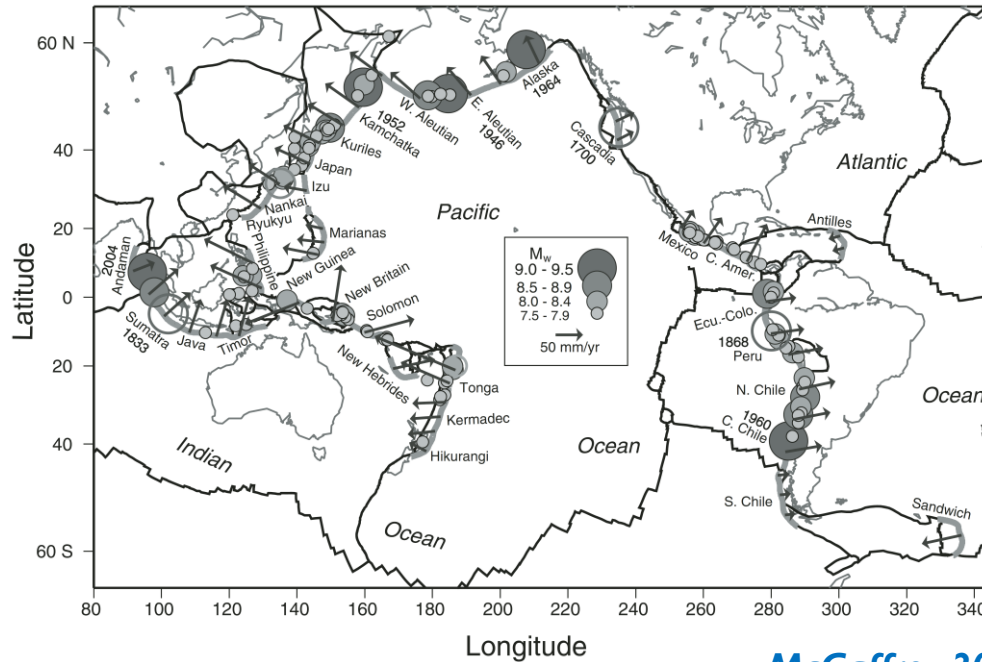 60 N
40
20
0
20
40
60 S
Latitude
80
100
120
140
160
180
200
220
240
260
280
300
320
Longitude
Alaska
1964
E. Aleutian
1946
W. Aleutian
1952
Kamchatka
Kuriles
Japan
Izu
Nankai
Ryukyu
Marianas
Philippine
New Guinea
New Britain
Solomon
2004
Andaman
Sumatra
1833
Java
Timor
New Hebrides
Tonga
Kermadec
Hikurangi
Cascadia
1700
Mexico
C. Amer.
Antilles
Ecu.-Colo.
1868
Peru
N. Chile
1960
C. Chile
S. Chile
Sandwich
Pacific
Ocean
Atlantic
Ocean
Indian
Ocean
Mw
9.0 - 9.5
8.5 - 8.9
8.0 - 8.4
7.5 - 7.9
50 mm/yr